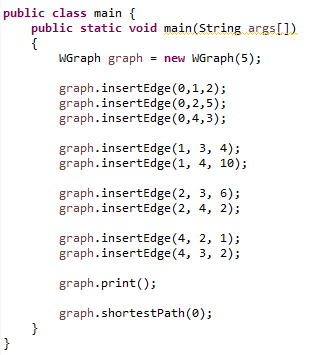 public class main {
public static void main(String args[])
{
WGraph graph = new WGraph(5);
graph.insertEdge(0,1,2);
graph.insertEdge(0,2,5);
graph.insertEdge(0,4,3);
graph.insertEdge(1, 3, 4);
graph.insertEdge(1, 4, 10);
graph.insertEdge(2, 3, 6);
graph.insertEdge(2, 4, 2);
graph.insertEdge(4, 2, 1);
graph.insertEdge(4, 3, 2);
graph.print();
graph.shortestPath(0);
}
}